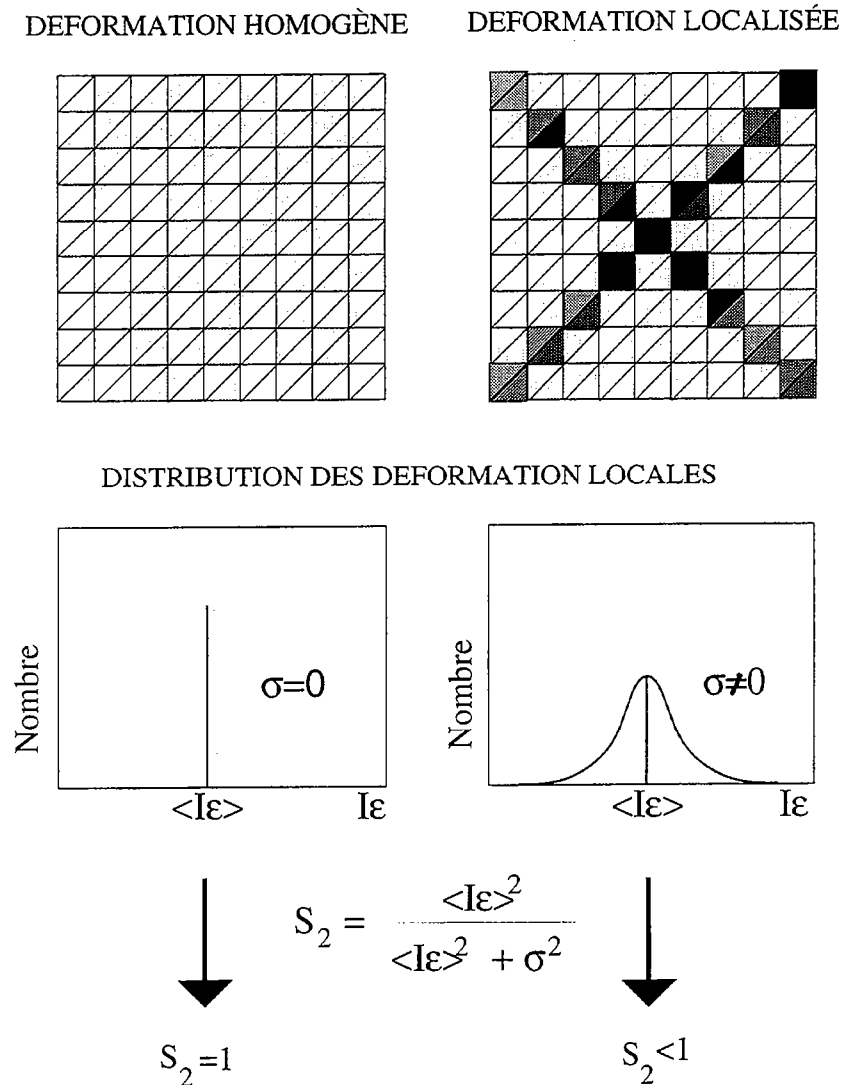 DEFORMATION HOMOGÈNE
DEFORMATION LOCALISÉE
DISTRIBUTION DES DEFORMATION LOCALES
Nombre
σ=0
<Iε>
Iε
Nombre
σ≠0
<Iε>
Iε
S₂ = <Iε>² / <Iε>² + σ²
S₂=1
S₂<1